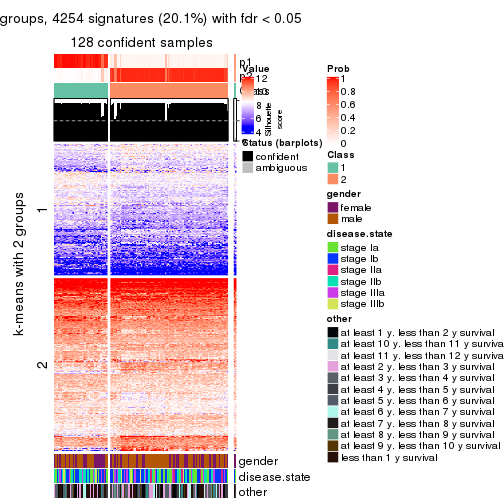 groups, 4254 signatures (20.1%) with fdr < 0.05
128 confident samples
p1
p2
Class
Silhouette
score
Value
12
10
8
6
4
Status (barplots)
confident
ambiguous
Prob
1
0.8
0.6
0.4
0.2
0
Class
1
2
gender
female
male
disease.state
stage Ia
stage Ib
stage IIa
stage IIb
stage IIIa
stage IIIb
other
at least 1 y. less than 2 y survival
at least 10 y. less than 11 y surviva
at least 11 y. less than 12 y surviva
at least 2 y. less than 3 y survival
at least 3 y. less than 4 y survival
at least 4 y. less than 5 y survival
at least 5 y. less than 6 y survival
at least 6 y. less than 7 y survival
at least 7 y. less than 8 y survival
at least 8 y. less than 9 y survival
at least 9 y. less than 10 y survival
less than 1 y survival
k-means with 2 groups
1
2
gender
disease.state
other